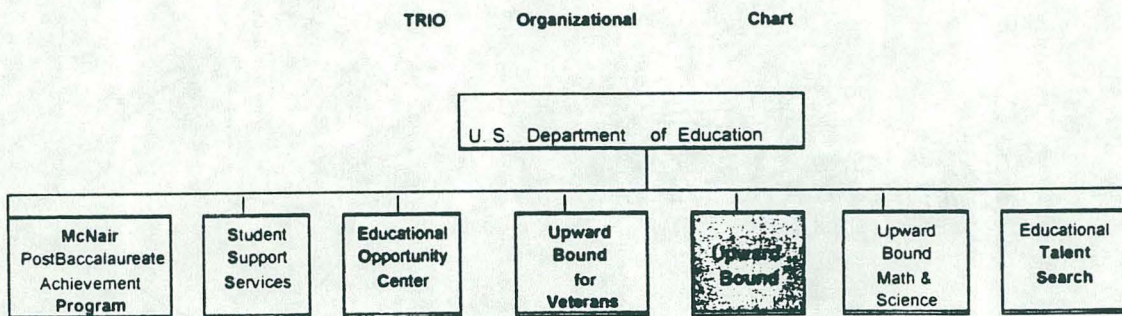 TRIO Organizational Chart
U. S. Department of Education
McNair
PostBaccalaureate
Achievement
Program
Student
Support
Services
Educational
Opportunity
Center
Upward
Bound
for
Veterans
Upward
Bound
Upward
Bound
Math &
Science
Educational
Talent
Search